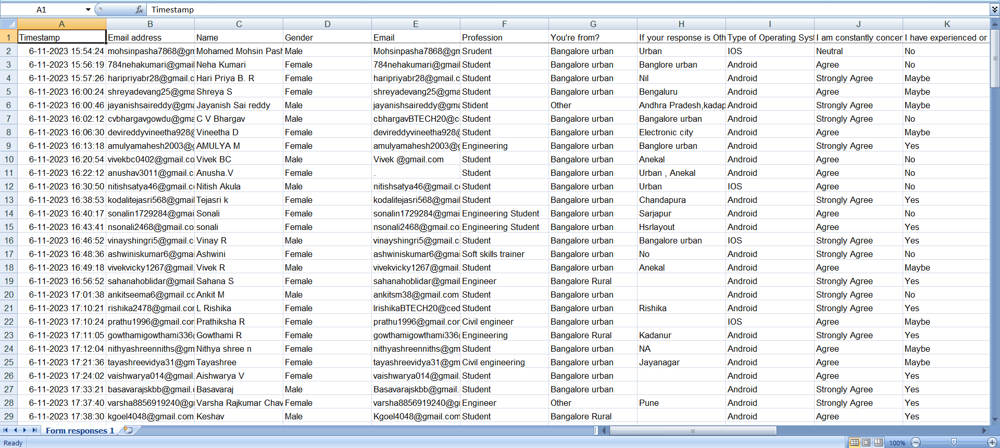 A1 fx Timestamp
A B C D E F G H I J K
1 Timestamp Email address Name Gender Email Profession You're from? If your response is Oth Type of Operating Syst I am constantly concer I have experienced or
2 6-11-2023 15:54:24 mohsinpasha7868@gm Mohamed Mohsin Pash Male Mohsinpasha7868@gm Srudent Bangalore urban Urban IOS Neutral No
3 6-11-2023 15:56:19 784nehakumari@gmail Neha Kumari Female 784nehakumari@gmail Student Bangalore urban Banglore urban Android Agree No
4 6-11-2023 15:57:26 haripriyabr28@gmail.c Hari Priya B. R Female haripriyabr28@gmail.c Student Bangalore urban Nil Android Strongly Agree Maybe
5 6-11-2023 16:00:24 shreyadevang25@gma Shreya S Female shreyadevang25@gma Student Bangalore urban Bengaluru Android Agree Maybe
6 6-11-2023 16:00:46 jayanishsaireddy@gma Jayanish Sai reddy Male jayanishsaireddy@gma Stident Other Andhra Pradesh,kadap Android Strongly Agree Maybe
7 6-11-2023 16:02:12 cvbhargavgowdu@gma C V Bhargav Male cbhargavBTECH20@ce Student Bangalore urban Bangalore urban Android Strongly Agree No
8 6-11-2023 16:06:30 devireddyvineetha928@ Vineetha D Female devireddyvineetha928@ Student Bangalore urban Electronic city Android Agree Maybe
9 6-11-2023 16:13:18 amulyamahesh2003@g AMULYA M Female amulyamahesh2003@g Engineering Bangalore urban Banglore urban Android Strongly Agree Yes
10 6-11-2023 16:20:54 vivekbc0402@gmail.co Vivek BC Male Vivek @gmail.com Student Bangalore urban Anekal Android Agree No
11 6-11-2023 16:22:12 anushav3011@gmail.c Anusha.V Female . Student Bangalore urban Urban , Anekal Android Agree No
12 6-11-2023 16:30:50 nitishsatya46@gmail.c Nitish Akula Male nitishsatya46@gmail.c Student Bangalore urban Urban IOS Agree No
13 6-11-2023 16:38:53 kodalitejasri568@gmail Tejasri k Female kodalitejasri568@gmail Student Bangalore urban Chandapura Android Strongly Agree Yes
14 6-11-2023 16:40:17 sonalin1729284@gmai Sonali Female sonalin1729284@gmai Engineering Student Bangalore urban Sarjapur Android Agree No
15 6-11-2023 16:43:41 nsonali2468@gmail.co sonali Female nsonali2468@gmail.co Engineering Student Bangalore urban Hsrlayout Android Agree Yes
16 6-11-2023 16:46:52 vinayshingri5@gmail.c Vinay R Male vinayshingri5@gmail.c Student Bangalore urban Bangalore urban IOS Strongly Agree Yes
17 6-11-2023 16:48:36 ashwiniskumar6@gmai Ashwini Female ashwiniskumar6@gmai Soft skills trainer Bangalore urban No Android Strongly Agree No
18 6-11-2023 16:49:18 vivekvicky1267@gmail. Vivek R Male vivekvicky1267@gmail. Student Bangalore urban Anekal Android Agree Maybe
19 6-11-2023 16:56:52 sahanahoblidar@gmail Sahana S Female sahanahoblidar@gmail Engineer Bangalore Rural Android Strongly Agree Yes
20 6-11-2023 17:01:38 ankitseema6@gmail.co Ankit M Male ankitsm38@gmail.com Student Bangalore urban Android Strongly Agree No
21 6-11-2023 17:10:21 rishika2478@gmail.com L Rishika Female lrishikaBTECH20@ced Student Bangalore urban Rishika Android Strongly Agree Yes
22 6-11-2023 17:10:24 prathu1996@gmail.com Prathiksha R Female prathu1996@gmail.com Civil engineer Bangalore urban IOS Agree Maybe
23 6-11-2023 17:11:05 gowthamigowthami336@ Gowthami R Female gowthamigowthami336@ Engineering Bangalore Rural Kadanur Android Strongly Agree Yes
24 6-11-2023 17:12:04 nithyashreenniths@gm Nithya shree n Female nithyashreenniths@gm Student Bangalore urban NA Android Agree Maybe
25 6-11-2023 17:21:36 tayashreevidya31@gm Tayashree Female tayashreevidya31@gm Civil engineering Bangalore urban Jayanagar Android Agree Maybe
26 6-11-2023 17:24:02 vaishwarya014@gmail. Aishwarya V Female vaishwarya014@gmail. Student Bangalore urban Android Agree Yes
27 6-11-2023 17:33:21 basavarajskbb@gmail.c Basavaraj Male Basavarajskbb@gmail. Student Bangalore urban Android Strongly Agree Yes
28 6-11-2023 17:37:40 varsha8856919240@gm Varsha Rajkumar Chav Female varsha8856919240@gm Engineer Other Pune Android Strongly Agree Yes
29 6-11-2023 17:38:30 kgoel4048@gmail.com Keshav Male Kgoel4048@gmail.com Student Bangalore Rural Android Agree Yes
Form responses 1
Ready 100%